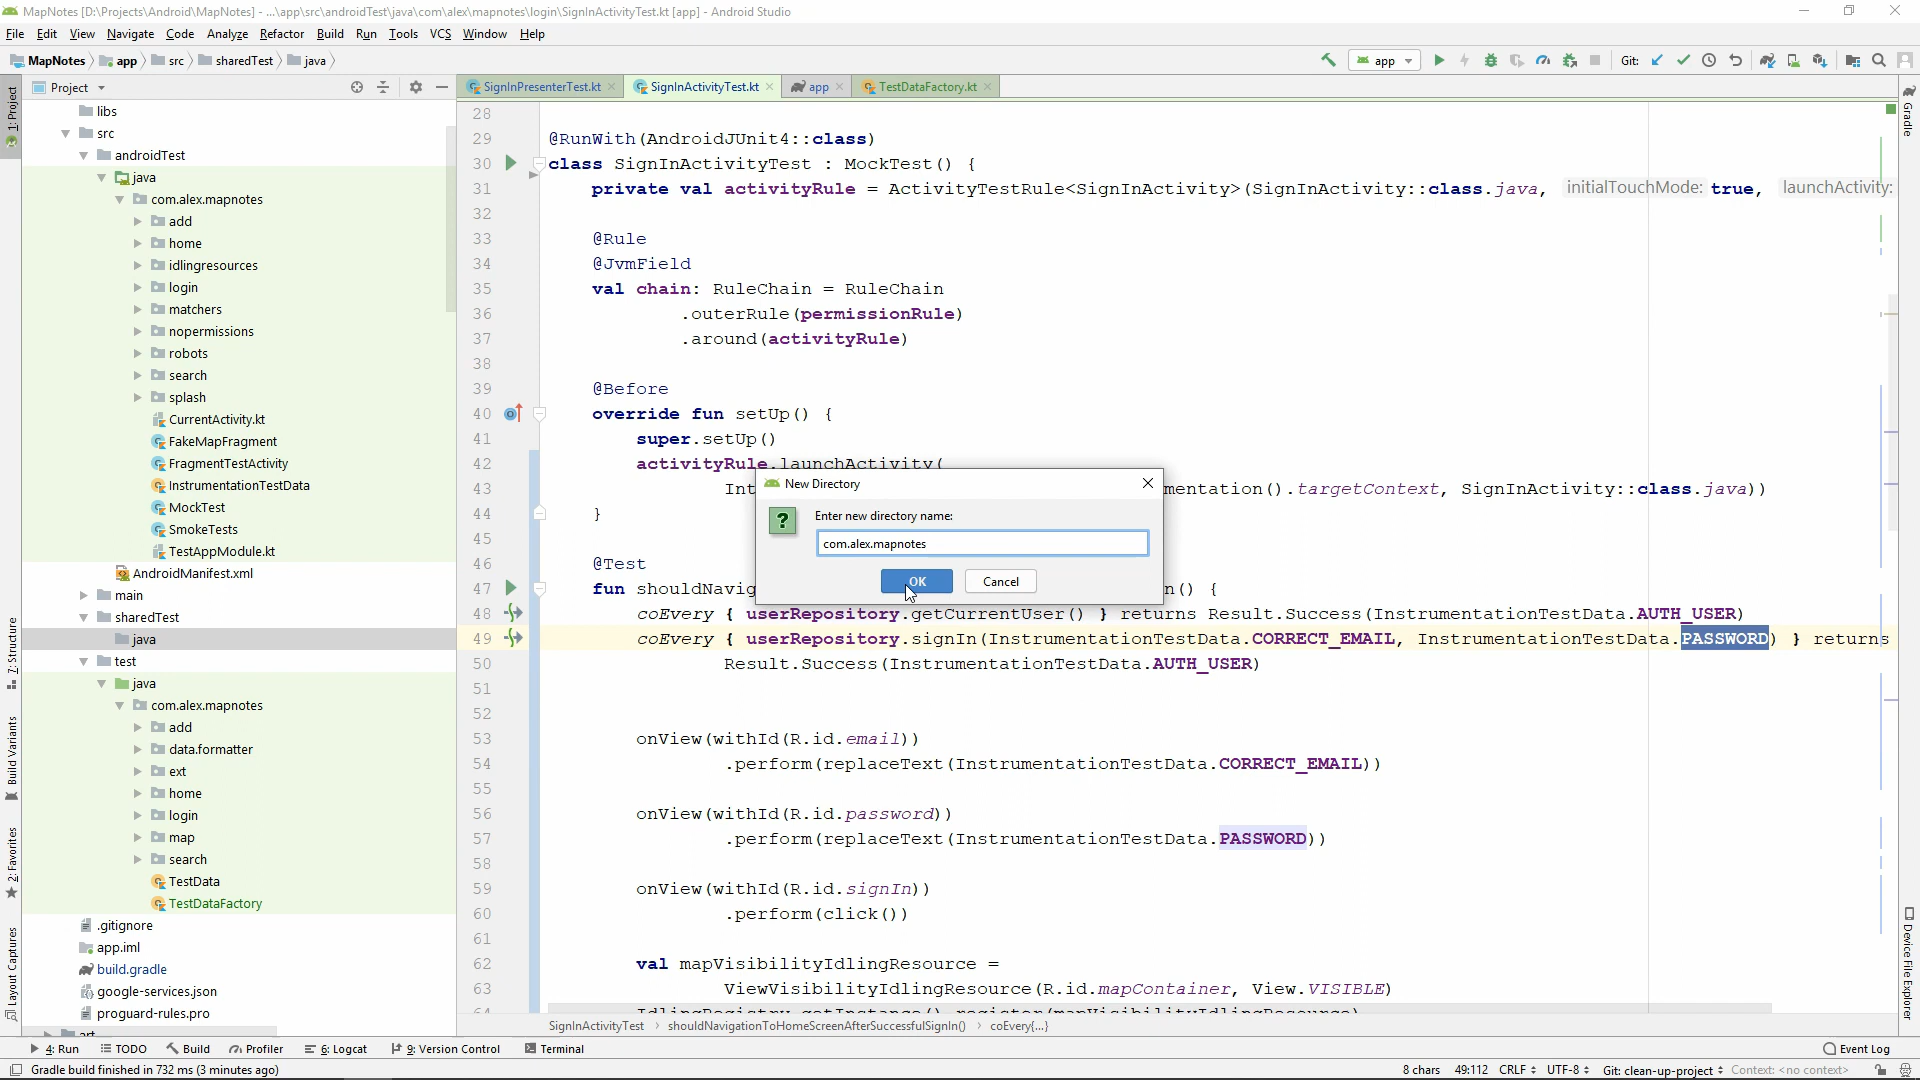 MapNotes [D:\Projects\Android\MapNotes] - ...\app\src\androidTest\java\com\alex\mapnotes\login\SignInActivityTest.kt [app] - Android Studio
File Edit View Navigate Code Analyze Refactor Build Run Tools VCS Window Help
MapNotes app src sharedTest java
app
Git:
Project
SignInPresenterTest.kt SignInActivityTest.kt app TestDataFactory.kt
1: Project
Z: Structure
Build Variants
2: Favorites
Layout Captures
libs
src
androidTest
java
com.alex.mapnotes
add
home
idlingresources
login
matchers
nopermissions
robots
search
splash
CurrentActivity.kt
FakeMapFragment
FragmentTestActivity
InstrumentationTestData
MockTest
SmokeTests
TestAppModule.kt
AndroidManifest.xml
main
sharedTest
java
test
java
com.alex.mapnotes
add
data.formatter
ext
home
login
map
search
TestData
TestDataFactory
.gitignore
app.iml
build.gradle
google-services.json
proguard-rules.pro
art
28
29 @RunWith(AndroidJUnit4::class)
30 class SignInActivityTest : MockTest() {
31 private val activityRule = ActivityTestRule<SignInActivity>(SignInActivity::class.java, initialTouchMode: true, launchActivity:
32
33 @Rule
34 @JvmField
35 val chain: RuleChain = RuleChain
36 .outerRule(permissionRule)
37 .around(activityRule)
38
39 @Before
40 override fun setUp() {
41 super.setUp()
42 activityRule.launchActivity(
43 Int mentation().targetContext, SignInActivity::class.java))
44 }
45
46 @Test
47 fun shouldNavig n() {
48 coEvery { userRepository.getCurrentUser() } returns Result.Success(InstrumentationTestData.AUTH_USER)
49 coEvery { userRepository.signIn(InstrumentationTestData.CORRECT_EMAIL, InstrumentationTestData.PASSWORD) } returns
50 Result.Success(InstrumentationTestData.AUTH_USER)
51
52
53 onView(withId(R.id.email))
54 .perform(replaceText(InstrumentationTestData.CORRECT_EMAIL))
55
56 onView(withId(R.id.password))
57 .perform(replaceText(InstrumentationTestData.PASSWORD))
58
59 onView(withId(R.id.signIn))
60 .perform(click())
61
62 val mapVisibilityIdlingResource =
63 ViewVisibilityIdlingResource(R.id.mapContainer, View.VISIBLE)
64 IdlingRegistry.getInstance().register(mapVisibilityIdlingResource)
New Directory
Enter new directory name:
com.alex.mapnotes
OK Cancel
SignInActivityTest shouldNavigationToHomeScreenAfterSuccessfulSignIn() coEvery{...}
Gradle
Device File Explorer
4: Run TODO Build Profiler 6: Logcat 9: Version Control Terminal Event Log
Gradle build finished in 732 ms (3 minutes ago) 8 chars 49:112 CRLF UTF-8 Git: clean-up-project Context: <no context>